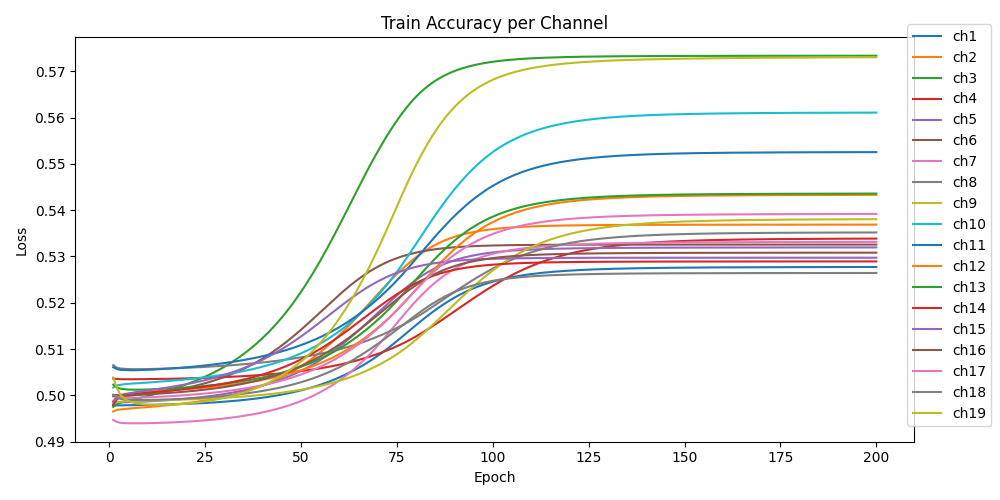 Train Accuracy per Channel
Loss
0.57
0.56
0.55
0.54
0.53
0.52
0.51
0.50
0.49
0
25
50
75
100
125
150
175
200
Epoch
ch1
ch2
ch3
ch4
ch5
ch6
ch7
ch8
ch9
ch10
ch11
ch12
ch13
ch14
ch15
ch16
ch17
ch18
ch19